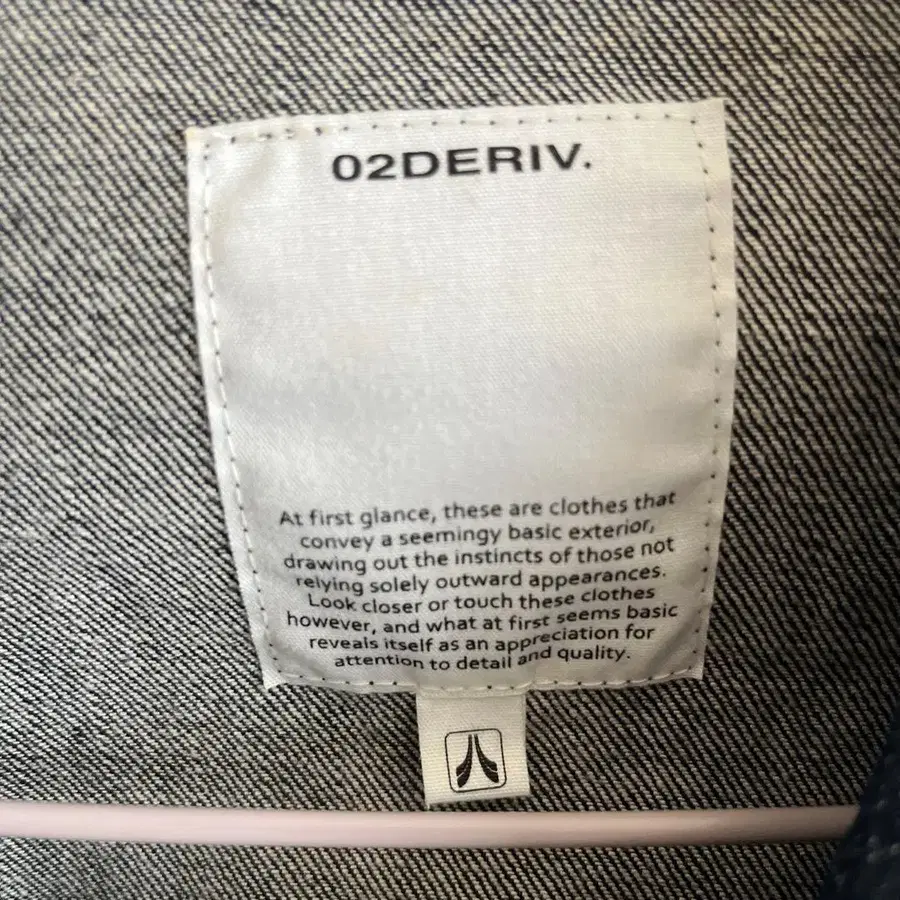 02DERIV.
At first glance, these are clothes that
convey a seemingy basic exterior,
drawing out the instincts of those not
relying solely outward appearances.
Look closer or touch these clothes
however, and what at first seems basic
reveals itself as an appreciation for
attention to detail and quality.